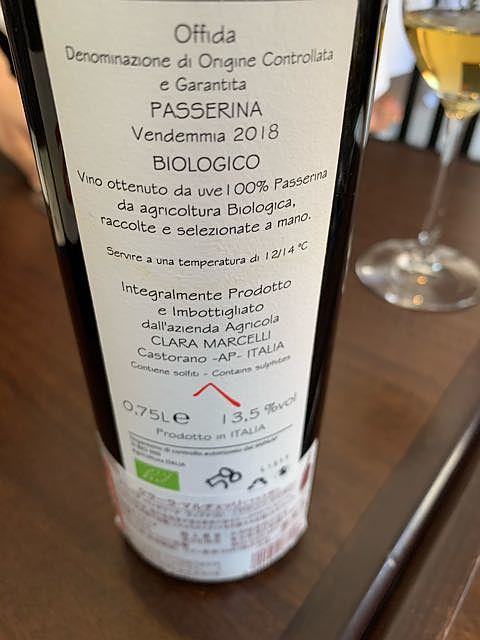 Offida
Denominazione di Origine Controllata
e Garantita
PASSERINA
Vendemmia 2018
BIOLOGICO
Vino ottenuto da uve 100% Passerina
da agricoltura Biologica,
raccolte e selezionate a mano.
Servire a una temperatura di 12/14 °C
Integralmente Prodotto
e Imbottigliato
dall'azienda Agricola
CLARA MARCELLI
Castorano -AP- ITALIA
Contiene solfiti - Contains sulphites
0,75L e 13,5 %vol
Prodotto in ITALIA